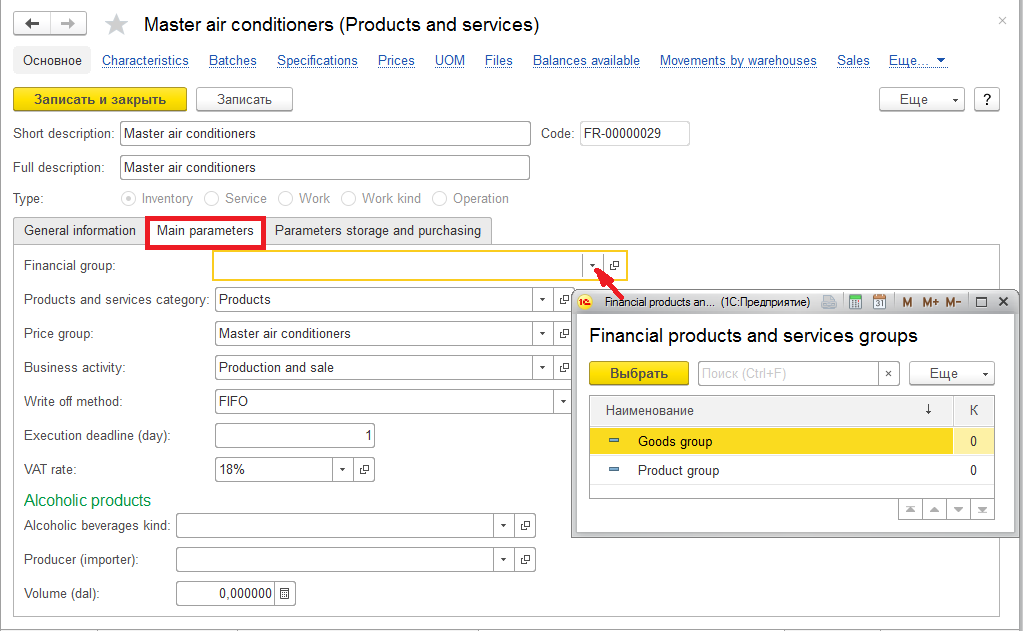 Master air conditioners (Products and services)
Основное Characteristics Batches Specifications Prices UOM Files Balances available Movements by warehouses Sales Еще...
Записать и закрыть Записать Еще ?
Short description: Master air conditioners Code: FR-00000029
Full description: Master air conditioners
Type: Inventory Service Work Work kind Operation
General information Main parameters Parameters storage and purchasing
Financial group:
Products and services category: Products
Price group: Master air conditioners
Business activity: Production and sale
Write off method: FIFO
Execution deadline (day): 1
VAT rate: 18%
Alcoholic products
Alcoholic beverages kind:
Producer (importer):
Volume (dal): 0,000000
1С Financial products an... (1С:Предприятие) 31 M M+ M-
Financial products and services groups
Выбрать Поиск (Ctrl+F) × Еще
Наименование ↓ К
Goods group 0
Product group 0